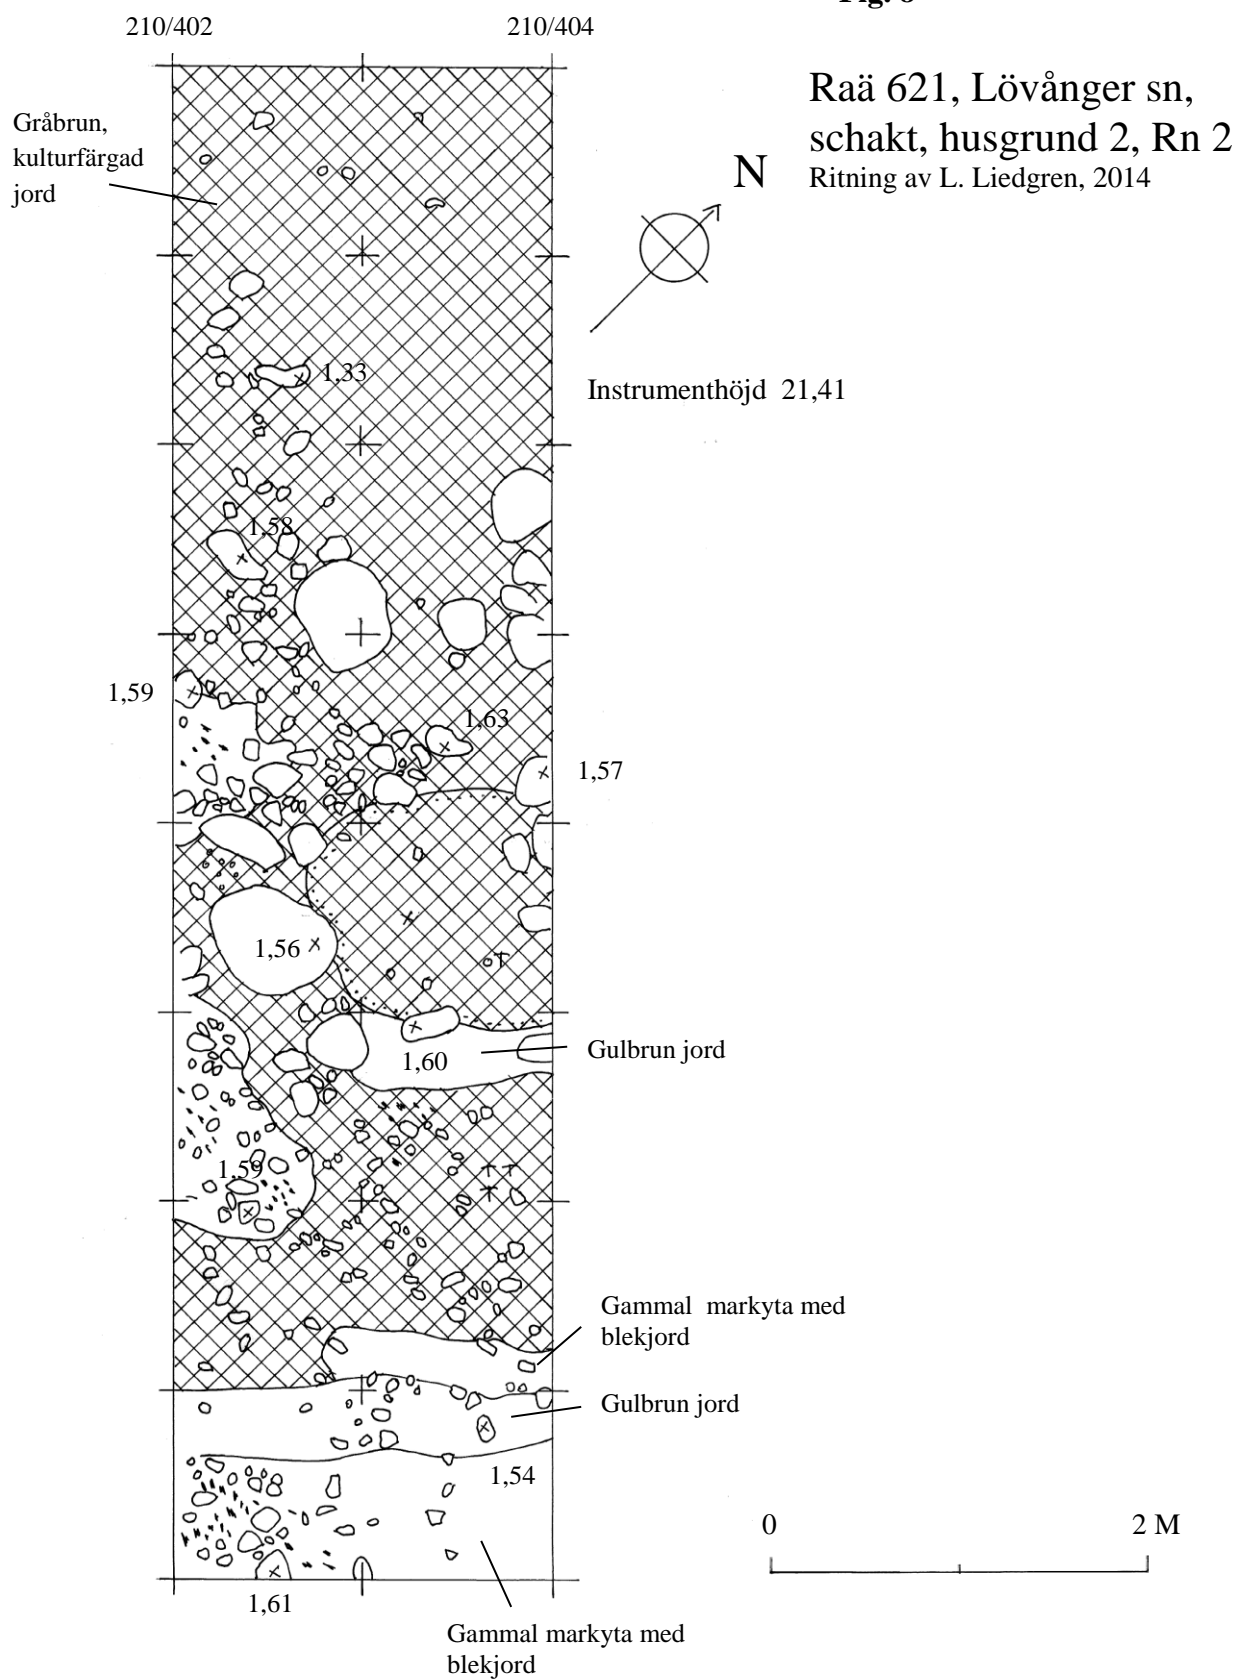 210/402
210/404
Raä 621, Lövånger sn,
schakt, husgrund 2, Rn 2
Ritning av L. Liedgren, 2014
N
Gråbrun,
kulturfärgad
jord
1,33
Instrumenthöjd 21,41
1,58
1,59
1,63
1,57
1,56
1,60
Gulbrun jord
1.59
Gammal markyta med
blekjord
Gulbrun jord
1,54
0
2 M
1,61
Gammal markyta med
blekjord